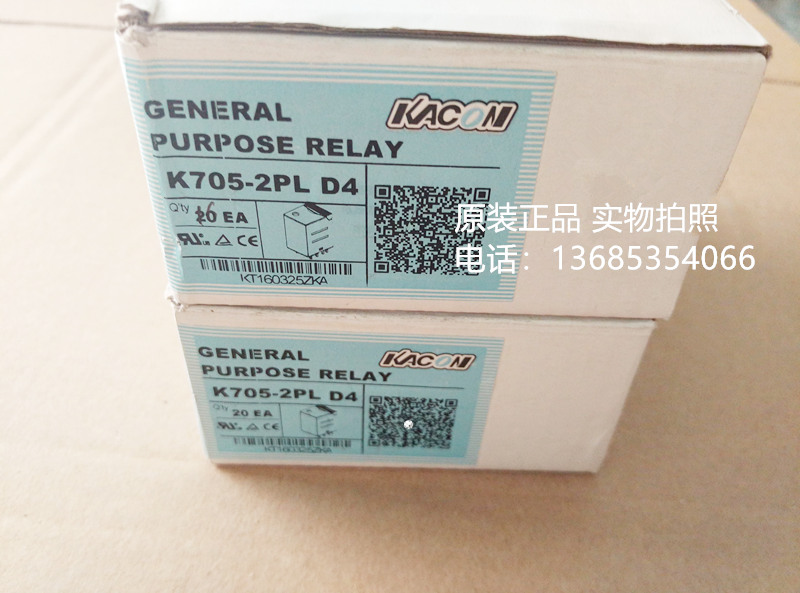 KACON
GENERAL
PURPOSE RELAY
K705-2PL D4
Q'ty
20 EA
CE
KT160325ZKA
原装正品 实物拍照
电话：13685354066
KACON
GENERAL
PURPOSE RELAY
K705-2PL D4
Q'ty
20 EA
CE
KT160325ZKA